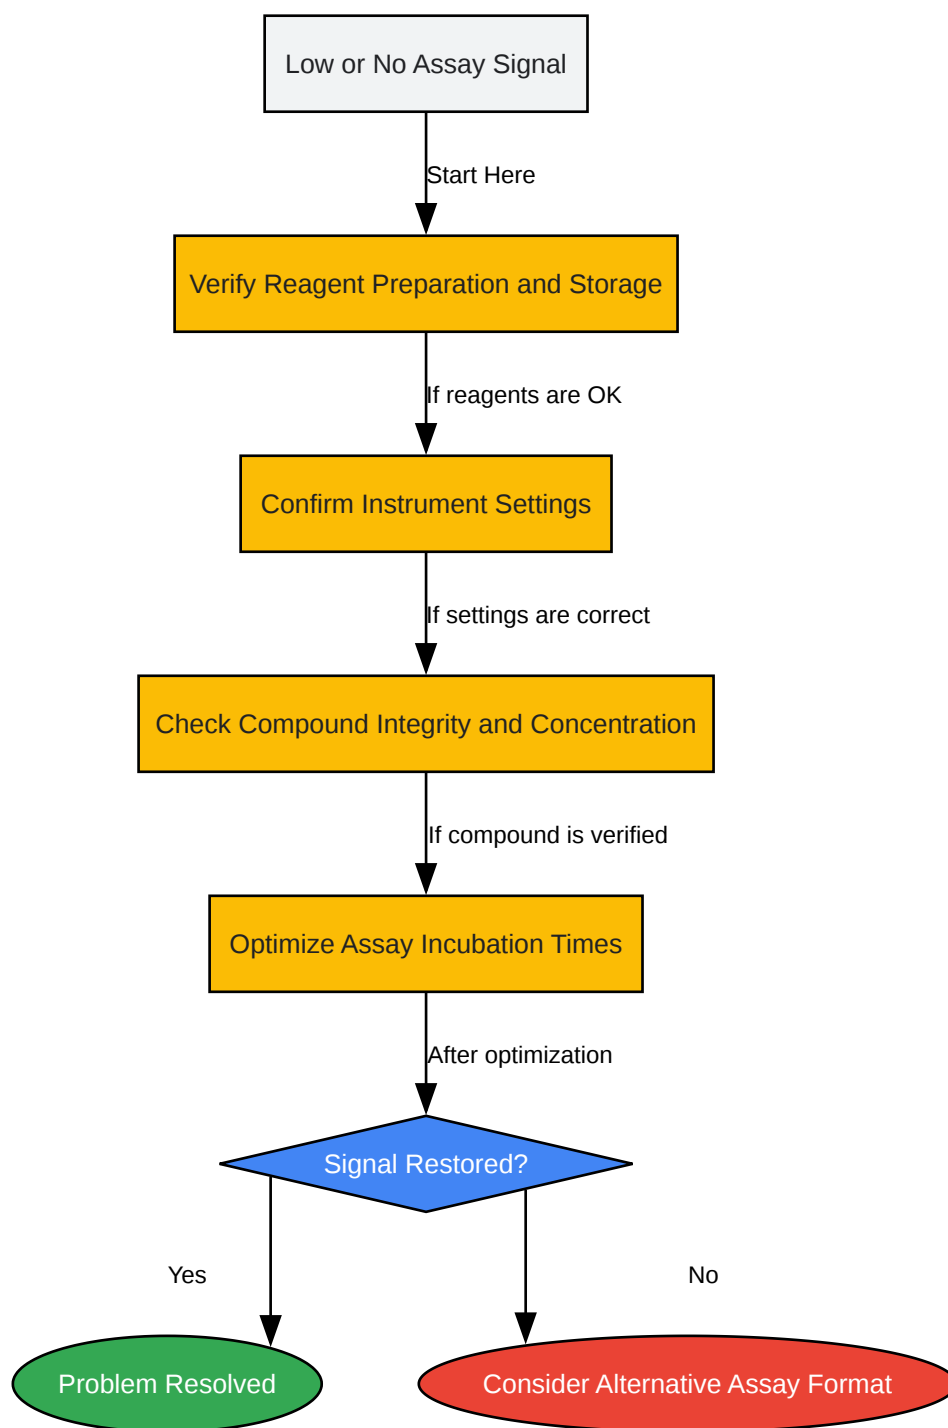 Low or No Assay Signal
Start Here
Verify Reagent Preparation and Storage
If reagents are OK
Confirm Instrument Settings
If settings are correct
Check Compound Integrity and Concentration
If compound is verified
Optimize Assay Incubation Times
After optimization
Signal Restored?
Yes
No
Problem Resolved
Consider Alternative Assay Format